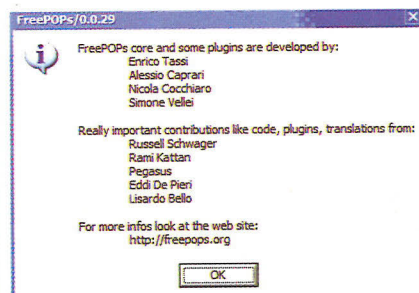 FreePOPs/0.0.29
FreePOPs core and some plugins are developed by:
Enrico Tassi
Alessio Caprari
Nicola Cocchiaro
Simone Vellei
Really important contributions like code, plugins, translations from:
Russell Schwager
Rami Kattan
Pegasus
Eddi De Pieri
Lisardo Bello
For more infos look at the web site:
http://freepops.org
OK